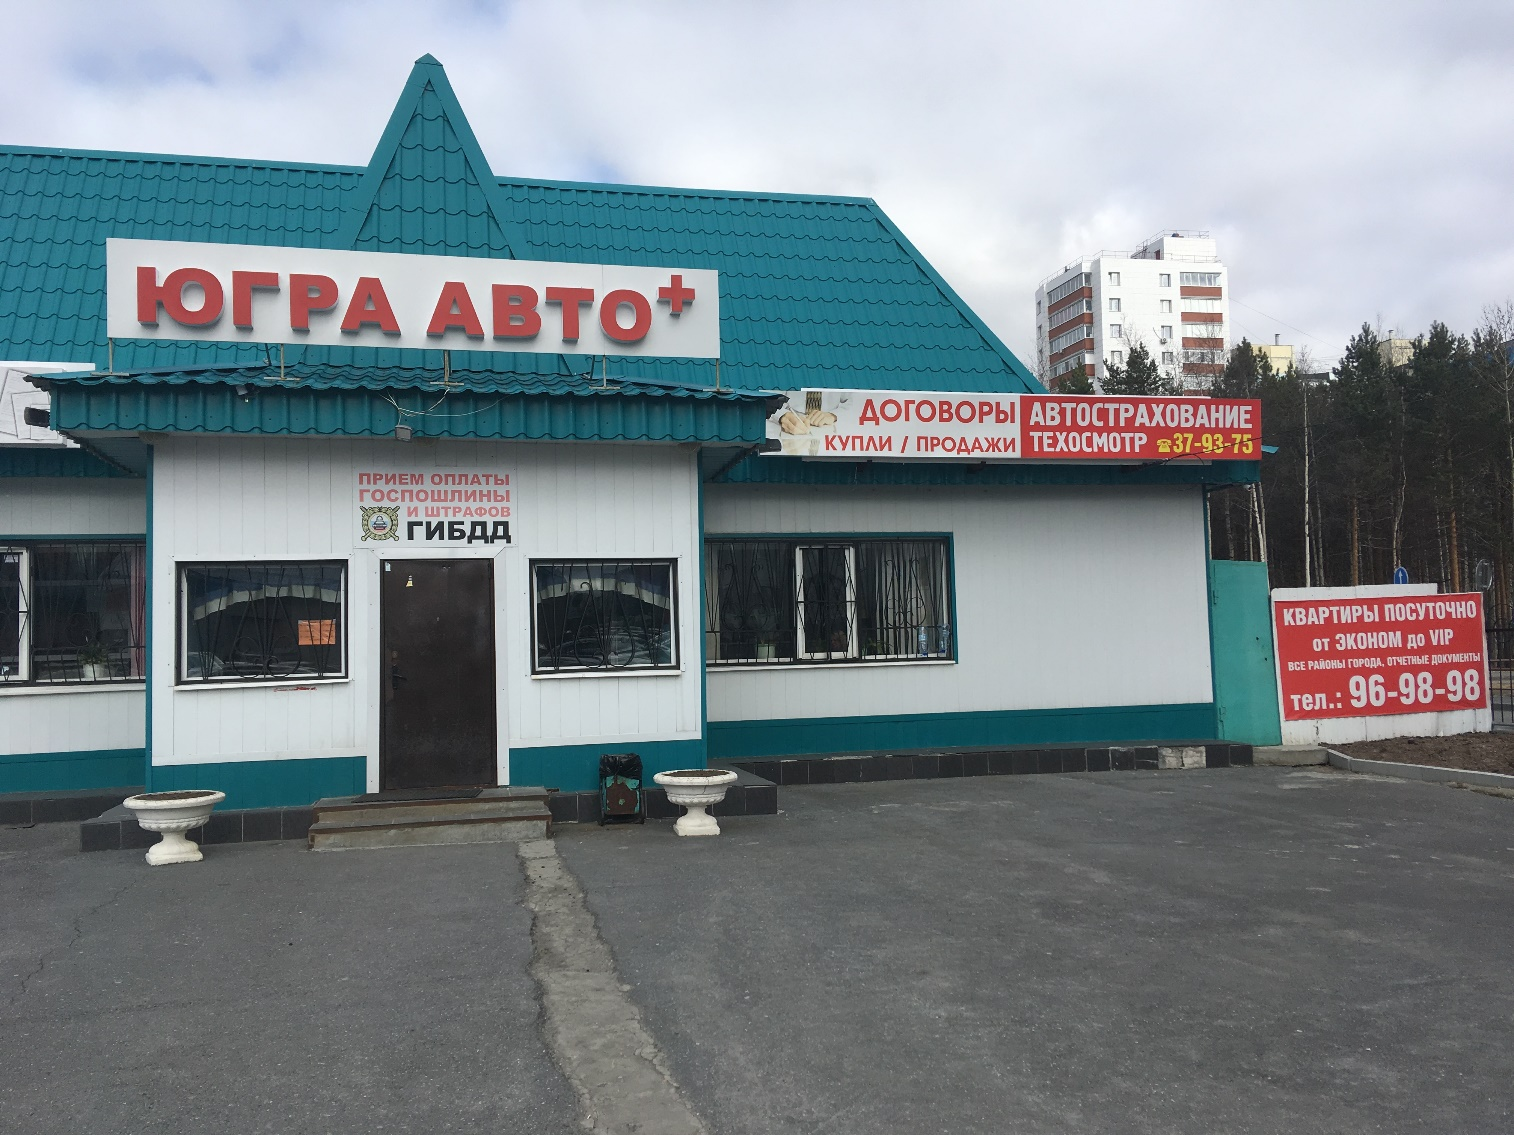 ЮГРА АВТО+
ДОГОВОРЫ
КУПЛИ / ПРОДАЖИ
АВТОСТРАХОВАНИЕ
ТЕХОСМОТР ☎37-93-75
ПРИЕМ ОПЛАТЫ
ГОСПОШЛИНЫ
И ШТРАФОВ
ГИБДД
КВАРТИРЫ ПОСУТОЧНО
от ЭКОНОМ до VIP
ВСЕ РАЙОНЫ ГОРОДА. ОТЧЕТНЫЕ ДОКУМЕНТЫ
тел.: 96-98-98